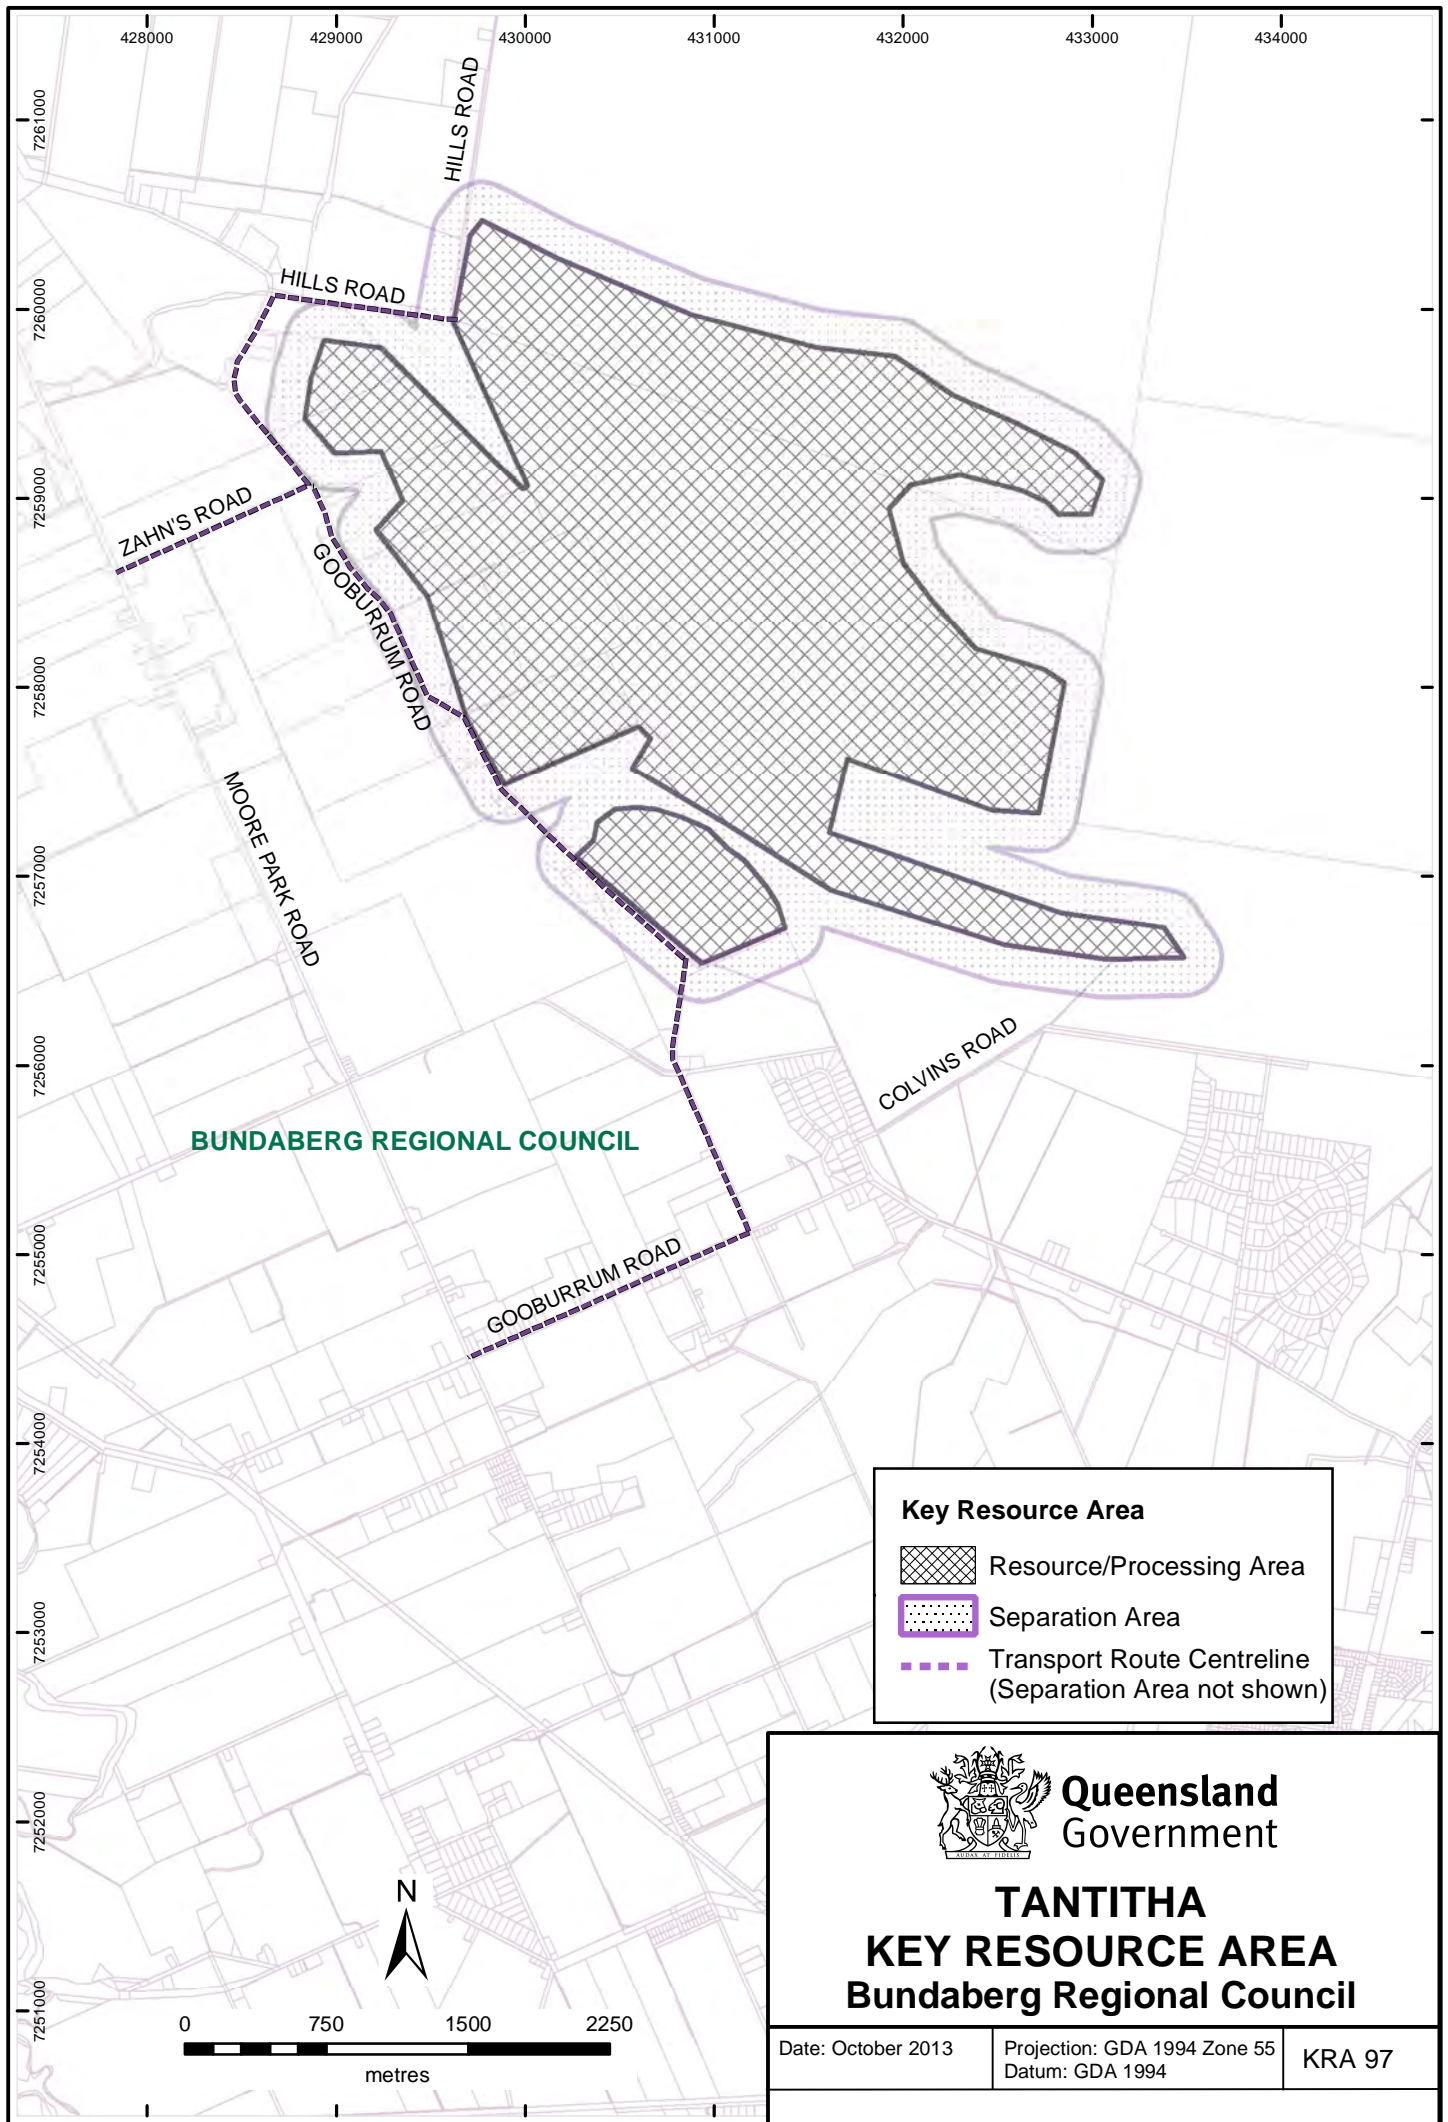 428000
429000
430000
431000
432000
433000
434000
7261000
7260000
7259000
7258000
7257000
7256000
7255000
7254000
7253000
7252000
7251000
HILLS ROAD
HILLS ROAD
ZAHN'S ROAD
GOOBURRUM ROAD
MOORE PARK ROAD
COLVINS ROAD
BUNDABERG REGIONAL COUNCIL
GOOBURRUM ROAD
Key Resource Area
Resource/Processing Area
Separation Area
Transport Route Centreline
(Separation Area not shown)
N
0 750 1500 2250
metres
AUDAX AT FIDELIS
Queensland
Government
TANTITHA
KEY RESOURCE AREA
Bundaberg Regional Council
Date: October 2013
Projection: GDA 1994 Zone 55
Datum: GDA 1994
KRA 97